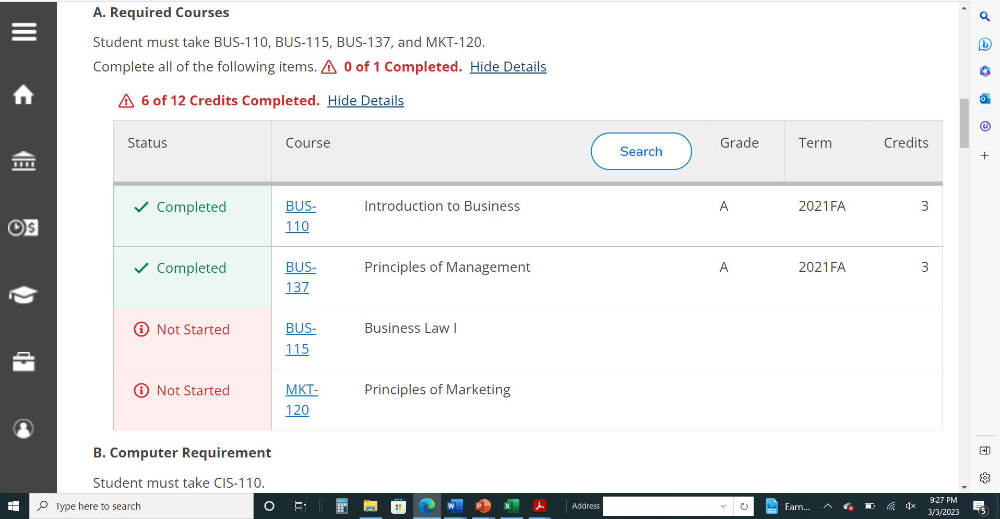 A. Required Courses
Student must take BUS-110, BUS-115, BUS-137, and MKT-120.
Complete all of the following items. 0 of 1 Completed. Hide Details
6 of 12 Credits Completed. Hide Details
Status Course Search Grade Term Credits
Completed BUS- Introduction to Business A 2021FA 3
110
Completed BUS- Principles of Management A 2021FA 3
137
Not Started BUS- Business Law I
115
Not Started MKT- Principles of Marketing
120
B. Computer Requirement
Student must take CIS-110.
Type here to search
Address
Earn...
9:27 PM
3/3/2023
5